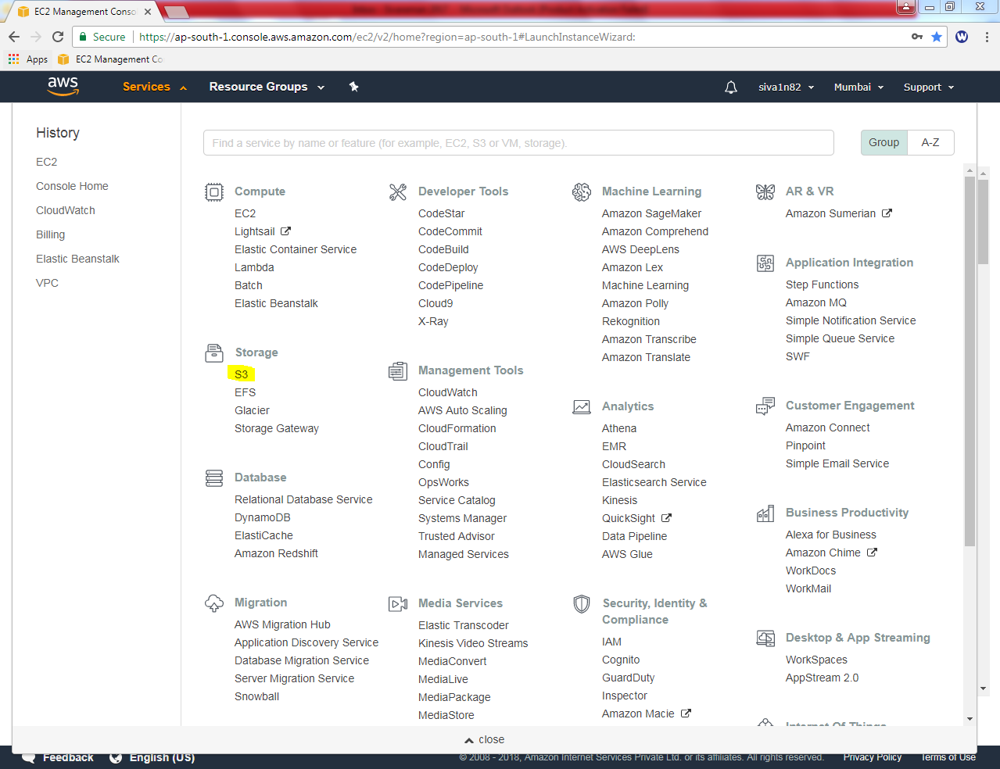 EC2 Management Conso
Secure
https://ap-south-1.console.aws.amazon.com/ec2/v2/home?region=ap-south-1#LaunchInstanceWizard:
Apps
EC2 Management Co
aws
Services
Resource Groups
siva1n82
Mumbai
Support
History
EC2
Console Home
CloudWatch
Billing
Elastic Beanstalk
VPC
Find a service by name or feature (for example, EC2, S3 or VM, storage).
Group
A-Z
Compute
EC2
Lightsail
Elastic Container Service
Lambda
Batch
Elastic Beanstalk
Storage
S3
EFS
Glacier
Storage Gateway
Database
Relational Database Service
DynamoDB
ElastiCache
Amazon Redshift
Migration
AWS Migration Hub
Application Discovery Service
Database Migration Service
Server Migration Service
Snowball
Developer Tools
CodeStar
CodeCommit
CodeBuild
CodeDeploy
CodePipeline
Cloud9
X-Ray
Management Tools
CloudWatch
AWS Auto Scaling
CloudFormation
CloudTrail
Config
OpsWorks
Service Catalog
Systems Manager
Trusted Advisor
Managed Services
Media Services
Elastic Transcoder
Kinesis Video Streams
MediaConvert
MediaLive
MediaPackage
MediaStore
Machine Learning
Amazon SageMaker
Amazon Comprehend
AWS DeepLens
Amazon Lex
Machine Learning
Amazon Polly
Rekognition
Amazon Transcribe
Amazon Translate
Analytics
Athena
EMR
CloudSearch
Elasticsearch Service
Kinesis
QuickSight
Data Pipeline
AWS Glue
Security, Identity &
Compliance
IAM
Cognito
GuardDuty
Inspector
Amazon Macie
AR & VR
Amazon Sumerian
Application Integration
Step Functions
Amazon MQ
Simple Notification Service
Simple Queue Service
SWF
Customer Engagement
Amazon Connect
Pinpoint
Simple Email Service
Business Productivity
Alexa for Business
Amazon Chime
WorkDocs
WorkMail
Desktop & App Streaming
WorkSpaces
AppStream 2.0
Internet Of Things
close
Feedback
English (US)
© 2008 - 2018, Amazon Internet Services Private Ltd. or its affiliates. All rights reserved.
Privacy Policy
Terms of Use